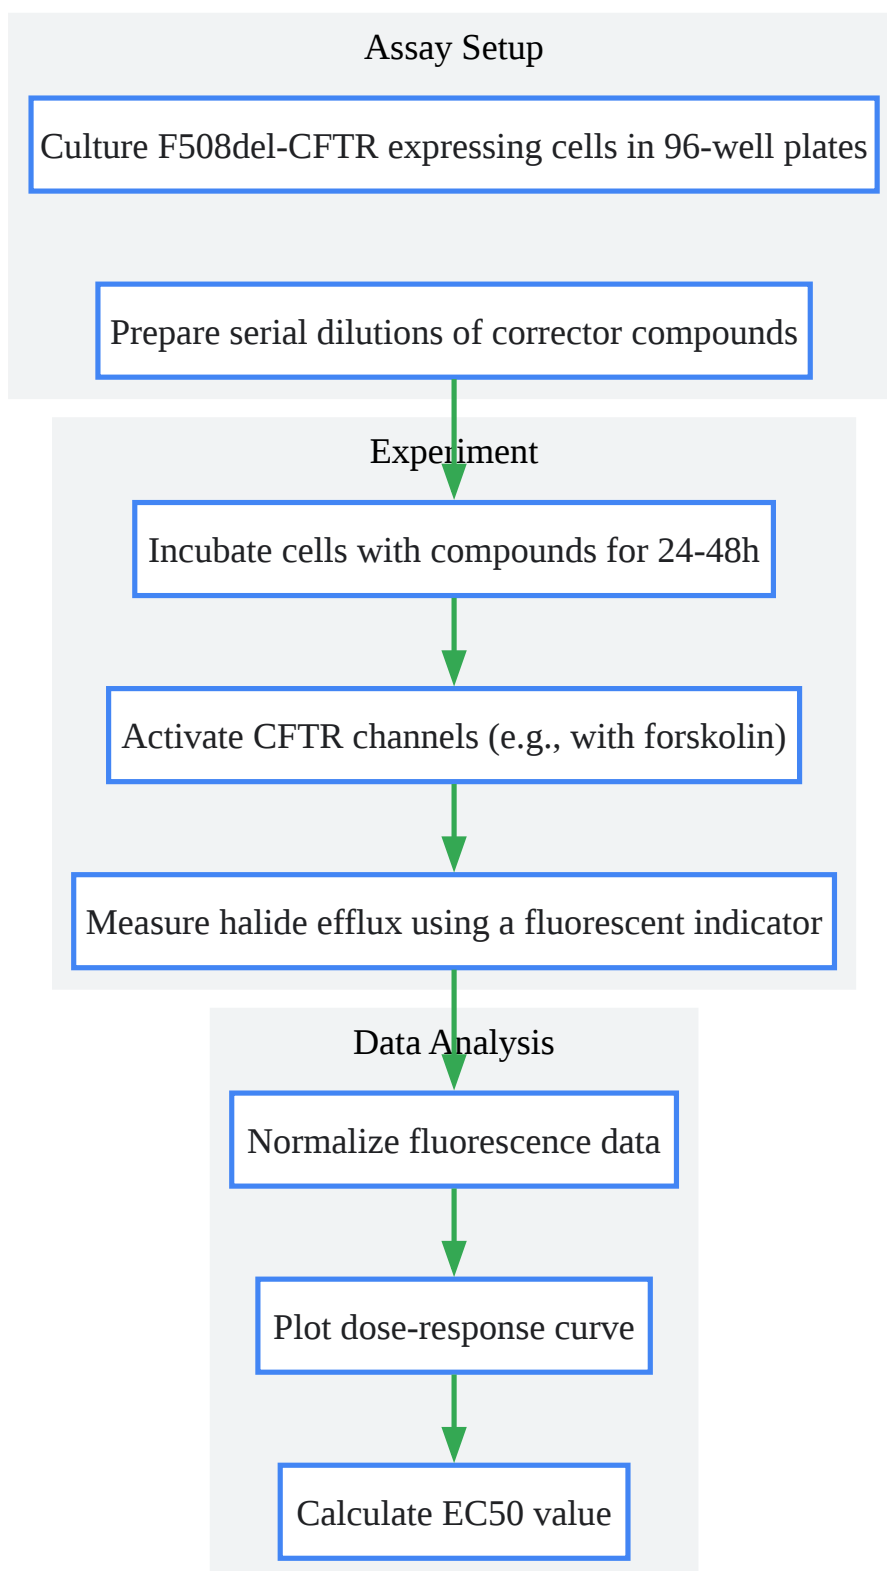 Assay Setup
Culture F508del-CFTR expressing cells in 96-well plates
Prepare serial dilutions of corrector compounds
Experiment
Incubate cells with compounds for 24-48h
Activate CFTR channels (e.g., with forskolin)
Measure halide efflux using a fluorescent indicator
Data Analysis
Normalize fluorescence data
Plot dose-response curve
Calculate EC50 value